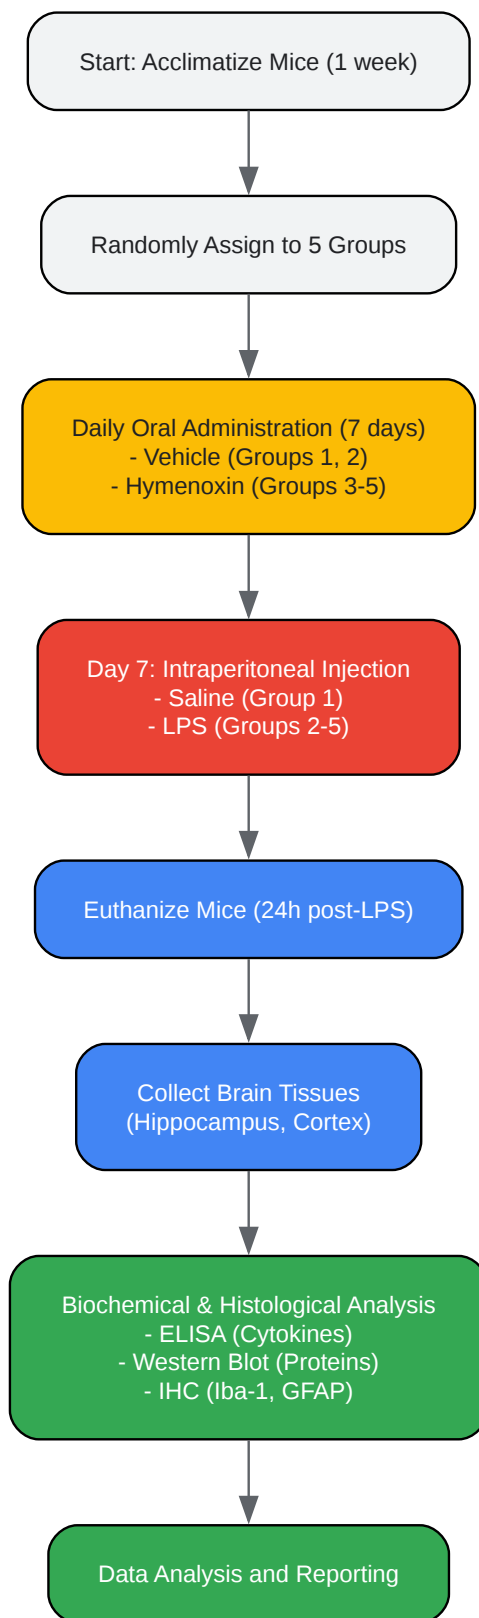 Start: Acclimatize Mice (1 week)
Randomly Assign to 5 Groups
Daily Oral Administration (7 days)
- Vehicle (Groups 1, 2)
- Hymenoxin (Groups 3-5)
Day 7: Intraperitoneal Injection
- Saline (Group 1)
- LPS (Groups 2-5)
Euthanize Mice (24h post-LPS)
Collect Brain Tissues
(Hippocampus, Cortex)
Biochemical & Histological Analysis
- ELISA (Cytokines)
- Western Blot (Proteins)
- IHC (Iba-1, GFAP)
Data Analysis and Reporting